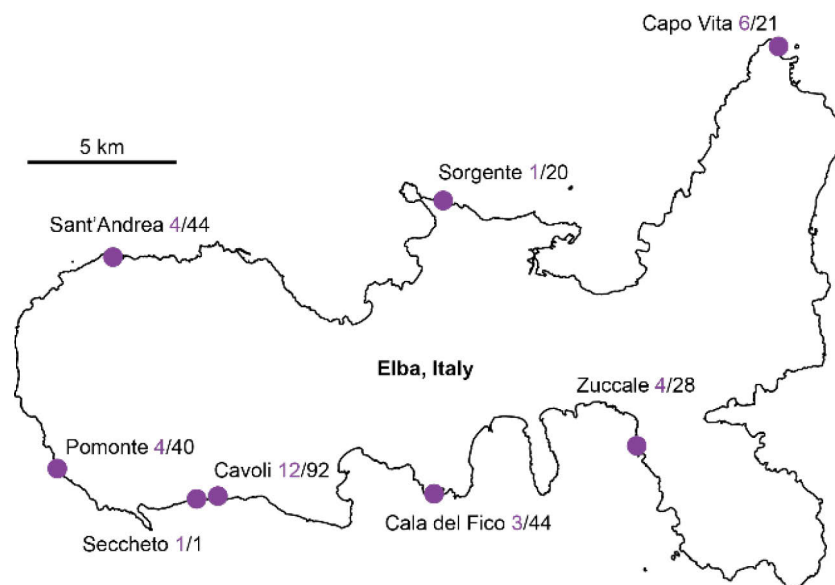 Capo Vita 6/21
5 km
Sorgente 1/20
Sant'Andrea 4/44
Elba, Italy
Zuccale 4/28
Pomonte 4/40
Cavoli 12/92
Cala del Fico 3/44
Seccheto 1/1